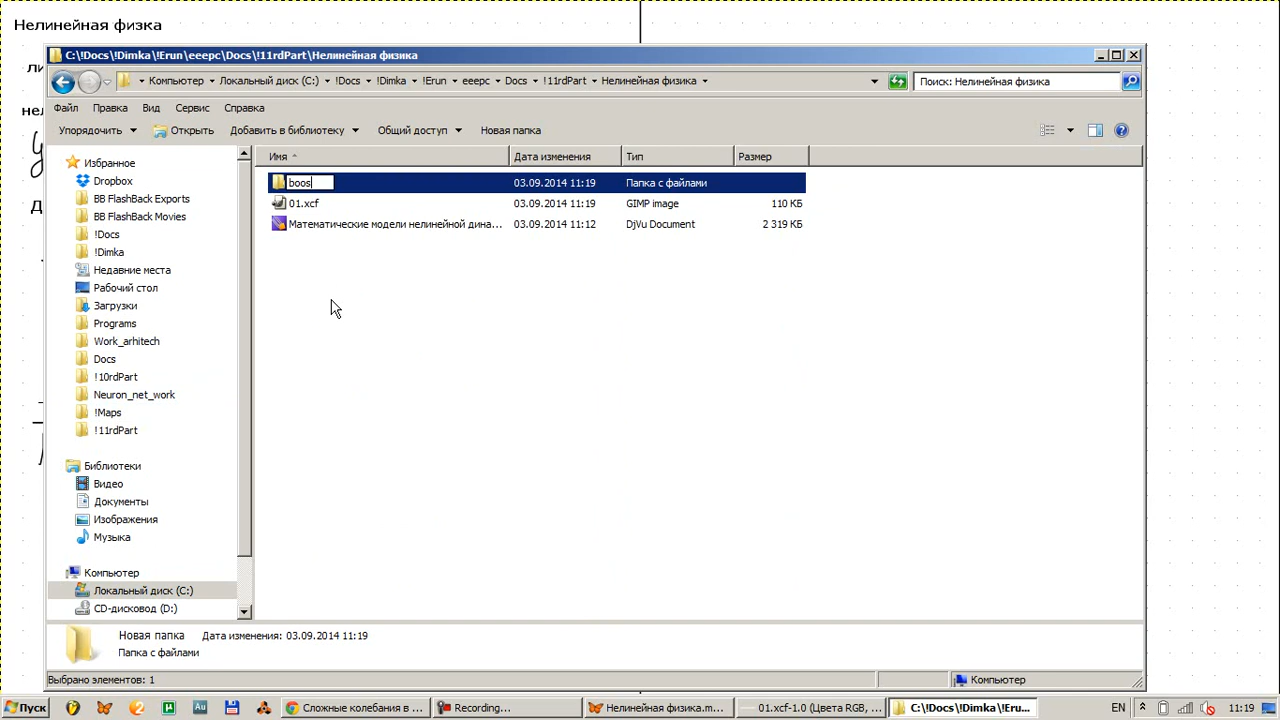 Нелинейная физка
ли
нел
д
C:\!Docs\!Dimka\!Erun\eeepc\Docs\!11rdPart\Нелинейная физика
Компьютер Локальный диск (C:) !Docs !Dimka !Erun eeepc Docs !11rdPart Нелинейная физика
Поиск: Нелинейная физика
Файл Правка Вид Сервис Справка
Упорядочить Открыть Добавить в библиотеку Общий доступ Новая папка
Имя Дата изменения Тип Размер
boos 03.09.2014 11:19 Папка с файлами
01.xcf 03.09.2014 11:19 GIMP image 110 КБ
Математические модели нелинейной дина... 03.09.2014 11:12 DjVu Document 2 319 КБ
Избранное
Dropbox
BB FlashBack Exports
BB FlashBack Movies
!Docs
!Dimka
Недавние места
Рабочий стол
Загрузки
Programs
Work_arhitech
Docs
!10rdPart
Neuron_net_work
!Maps
!11rdPart
Библиотеки
Видео
Документы
Изображения
Музыка
Компьютер
Локальный диск (C:)
CD-дисковод (D:)
Новая папка Дата изменения: 03.09.2014 11:19
Папка с файлами
Выбрано элементов: 1
Компьютер
Пуск
Сложные колебания в ...
Recording...
Нелинейная физика.m...
01.xcf-1.0 (Цвета RGB, ...
C:\!Docs\!Dimka\!Eru...
EN
11:19